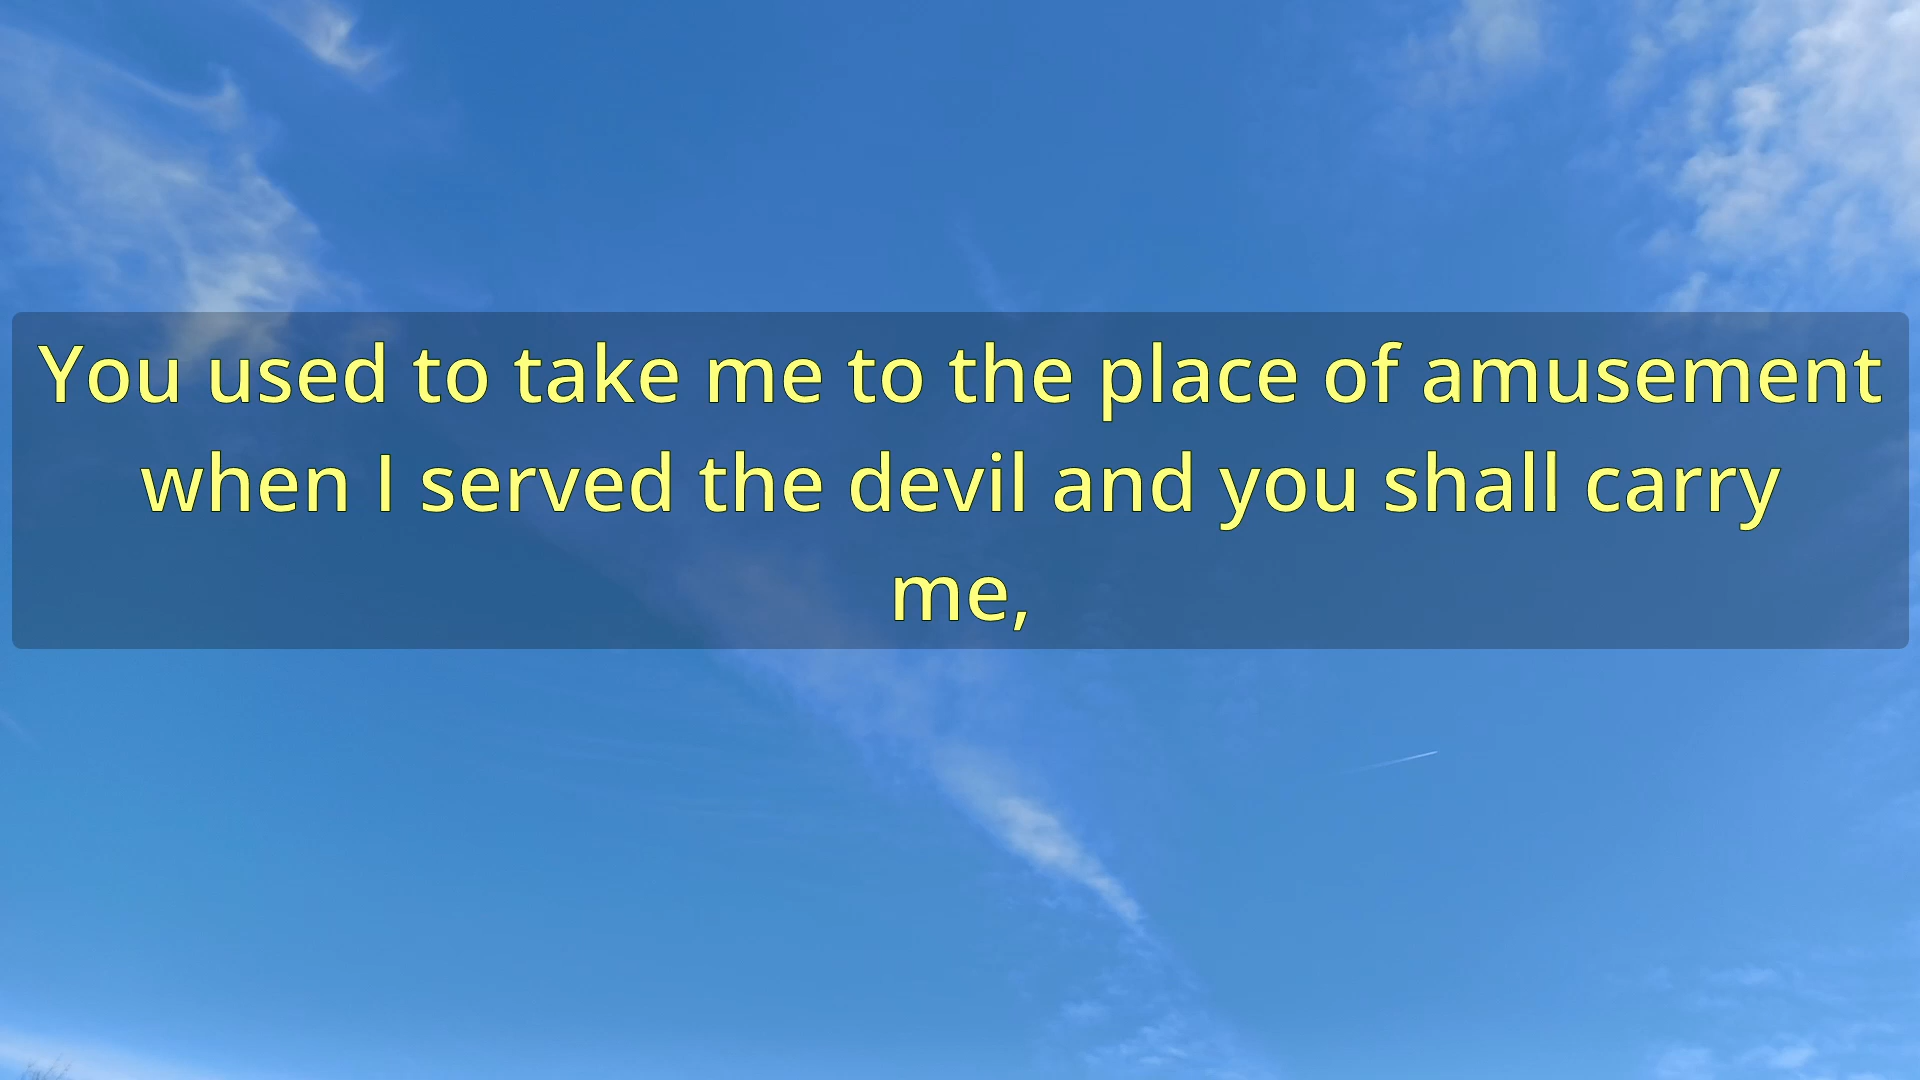 You used to take me to the place of amusement
when I served the devil and you shall carry
me,